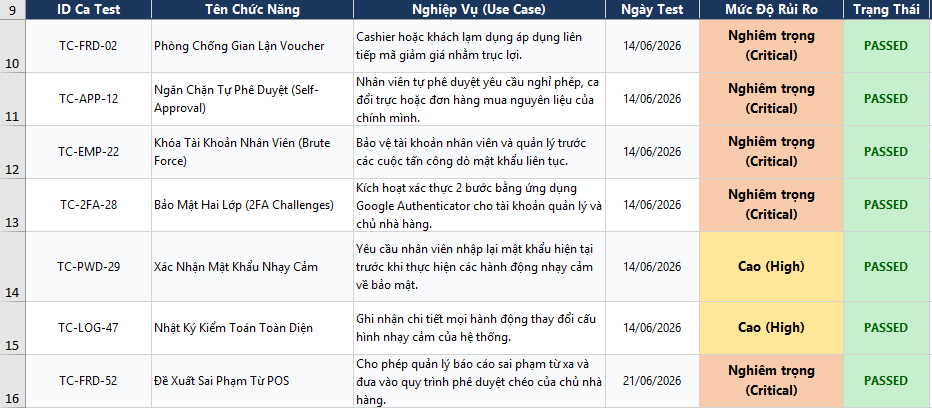 9 ID Ca Test Tên Chức Năng Nghiệp Vụ (Use Case) Ngày Test Mức Độ Rủi Ro Trạng Thái
10 TC-FRD-02 Phòng Chống Gian Lận Voucher
Cashier hoặc khách lạm dụng áp dụng liên
tiếp mã giảm giá nhằm trục lợi.
14/06/2026
Nghiêm trọng
(Critical)
PASSED
11 TC-APP-12
Ngăn Chặn Tự Phê Duyệt (Self-
Approval)
Nhân viên tự phê duyệt yêu cầu nghỉ phép, ca
đổi trực hoặc đơn hàng mua nguyên liệu của
chính mình.
14/06/2026
Nghiêm trọng
(Critical)
PASSED
12 TC-EMP-22
Khóa Tài Khoản Nhân Viên (Brute
Force)
Bảo vệ tài khoản nhân viên và quản lý trước
các cuộc tấn công dò mật khẩu liên tục.
14/06/2026
Nghiêm trọng
(Critical)
PASSED
13 TC-2FA-28 Bảo Mật Hai Lớp (2FA Challenges)
Kích hoạt xác thực 2 bước bằng ứng dụng
Google Authenticator cho tài khoản quản lý và
chủ nhà hàng.
14/06/2026
Nghiêm trọng
(Critical)
PASSED
14 TC-PWD-29 Xác Nhận Mật Khẩu Nhạy Cảm
Yêu cầu nhân viên nhập lại mật khẩu hiện tại
trước khi thực hiện các hành động nhạy cảm
về bảo mật.
14/06/2026
Cao (High)
PASSED
15 TC-LOG-47 Nhật Ký Kiểm Toán Toàn Diện
Ghi nhận chi tiết mọi hành động thay đổi cấu
hình nhạy cảm của hệ thống.
14/06/2026
Cao (High)
PASSED
16 TC-FRD-52 Đề Xuất Sai Phạm Từ POS
Cho phép quản lý báo cáo sai phạm từ xa và
đưa vào quy trình phê duyệt chéo của chủ nhà
hàng.
21/06/2026
Nghiêm trọng
(Critical)
PASSED